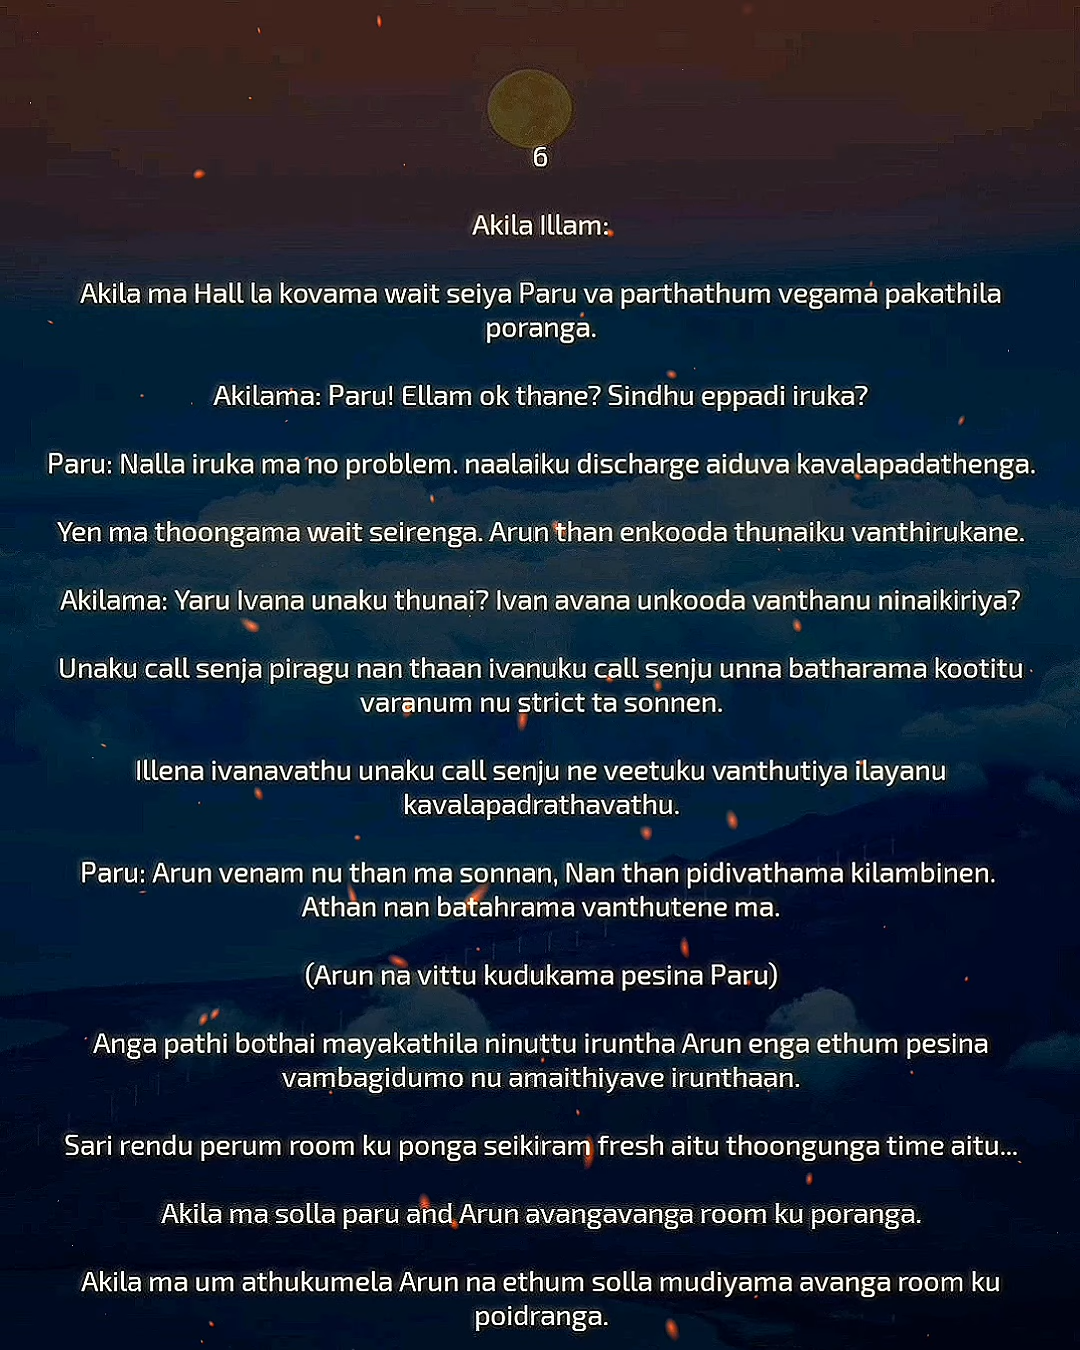 6
Akila Illam:
Akila ma Hall la kovama wait seiya Paru va parthathum vegama pakathila
poranga.
Akilama: Paru! Ellam ok thane? Sindhu eppadi iruka?
Paru: Nalla iruka ma no problem. naalaiku discharge aiduva kavalapadathenga.
Yen ma thoongama wait seirenga. Arun than enkooda thunaiku vanthirukane.
Akilama: Yaru Ivana unaku thunai? Ivan avana unkooda vanthanu ninaikiriya?
Unaku call senja piragu nan thaan ivanuku call senju unna batharama kootitu
varanum nu strict ta sonnen.
Illena ivanavathu unaku call senju ne veetuku vanthutiya ilayanu
kavalapadrathavathu.
Paru: Arun venam nu than ma sonnan, Nan than pidivathama kilambinen.
Athan nan batahrama vanthutene ma.
(Arun na vittu kudukama pesina Paru)
Anga pathi bothai mayakathila ninuttu iruntha Arun enga ethum pesina
vambagidumo nu amaithiyave irunthaan.
Sari rendu perum room ku ponga seikiram fresh aitu thoongunga time aitu...
Akila ma solla paru and Arun avangavanga room ku poranga.
Akila ma um athukumela Arun na ethum solla mudiyama avanga room ku
poidranga.